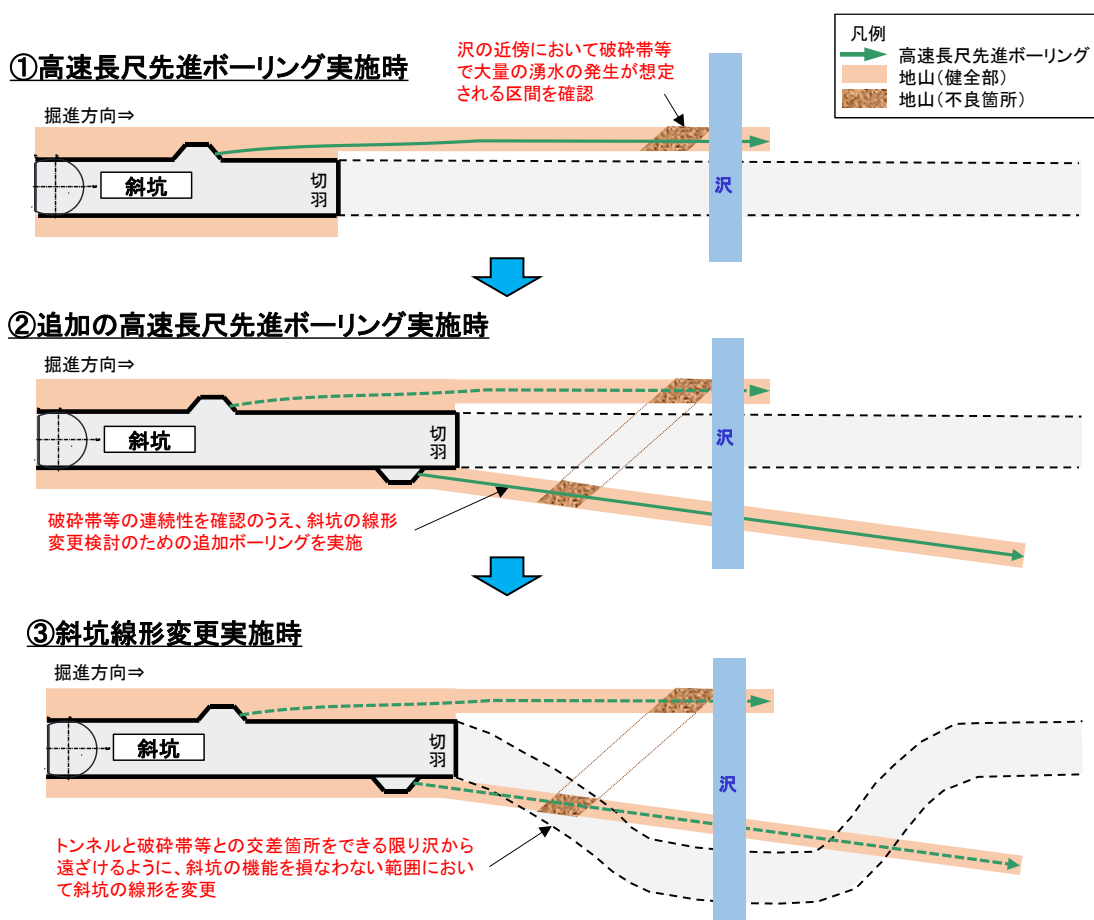 凡例
高速長尺先進ボーリング
地山(健全部)
地山(不良箇所)
①高速長尺先進ボーリング実施時
沢の近傍において破砕帯等
で大量の湧水の発生が想定
される区間を確認
掘進方向⇒
斜坑
切羽
沢
②追加の高速長尺先進ボーリング実施時
掘進方向⇒
斜坑
切羽
沢
破砕帯等の連続性を確認のうえ、斜坑の線形
変更検討のための追加ボーリングを実施
③斜坑線形変更実施時
掘進方向⇒
斜坑
切羽
沢
トンネルと破砕帯等との交差箇所をできる限り沢から
遠ざけるように、斜坑の機能を損なわない範囲におい
て斜坑の線形を変更